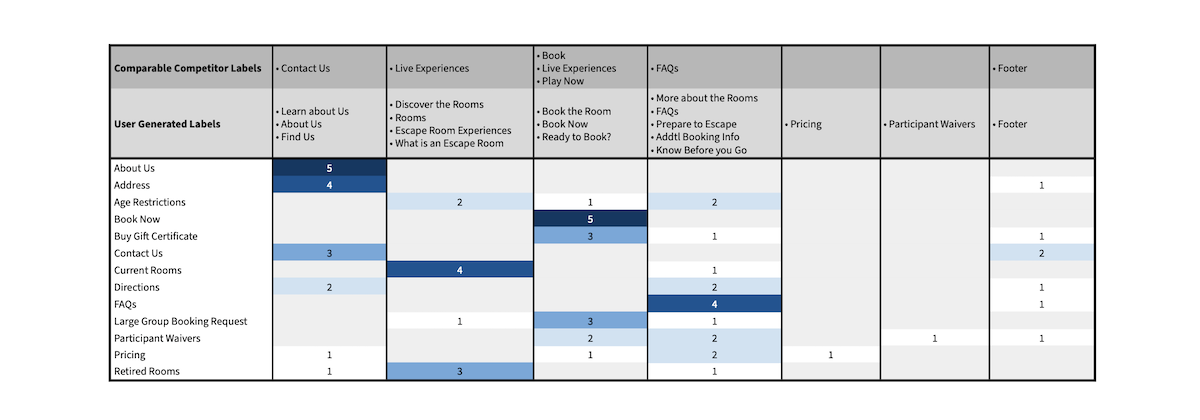 Comparable Competitor Labels
• Contact Us
• Live Experiences
• Book
• Live Experiences
• Play Now
• FAQs
• Footer
User Generated Labels
• Learn about Us
• About Us
• Find Us
• Discover the Rooms
• Rooms
• Escape Room Experiences
• What is an Escape Room
• Book the Room
• Book Now
• Ready to Book?
• More about the Rooms
• FAQs
• Prepare to Escape
• Addtl Booking Info
• Know Before you Go
• Pricing
• Participant Waivers
• Footer
About Us 5
Address 4 1
Age Restrictions 2 1 2
Book Now 5
Buy Gift Certificate 3 1 1
Contact Us 3 2
Current Rooms 4 1
Directions 2 2 1
FAQs 4 1
Large Group Booking Request 1 3 1
Participant Waivers 2 2 1 1
Pricing 1 1 2 1
Retired Rooms 1 3 1